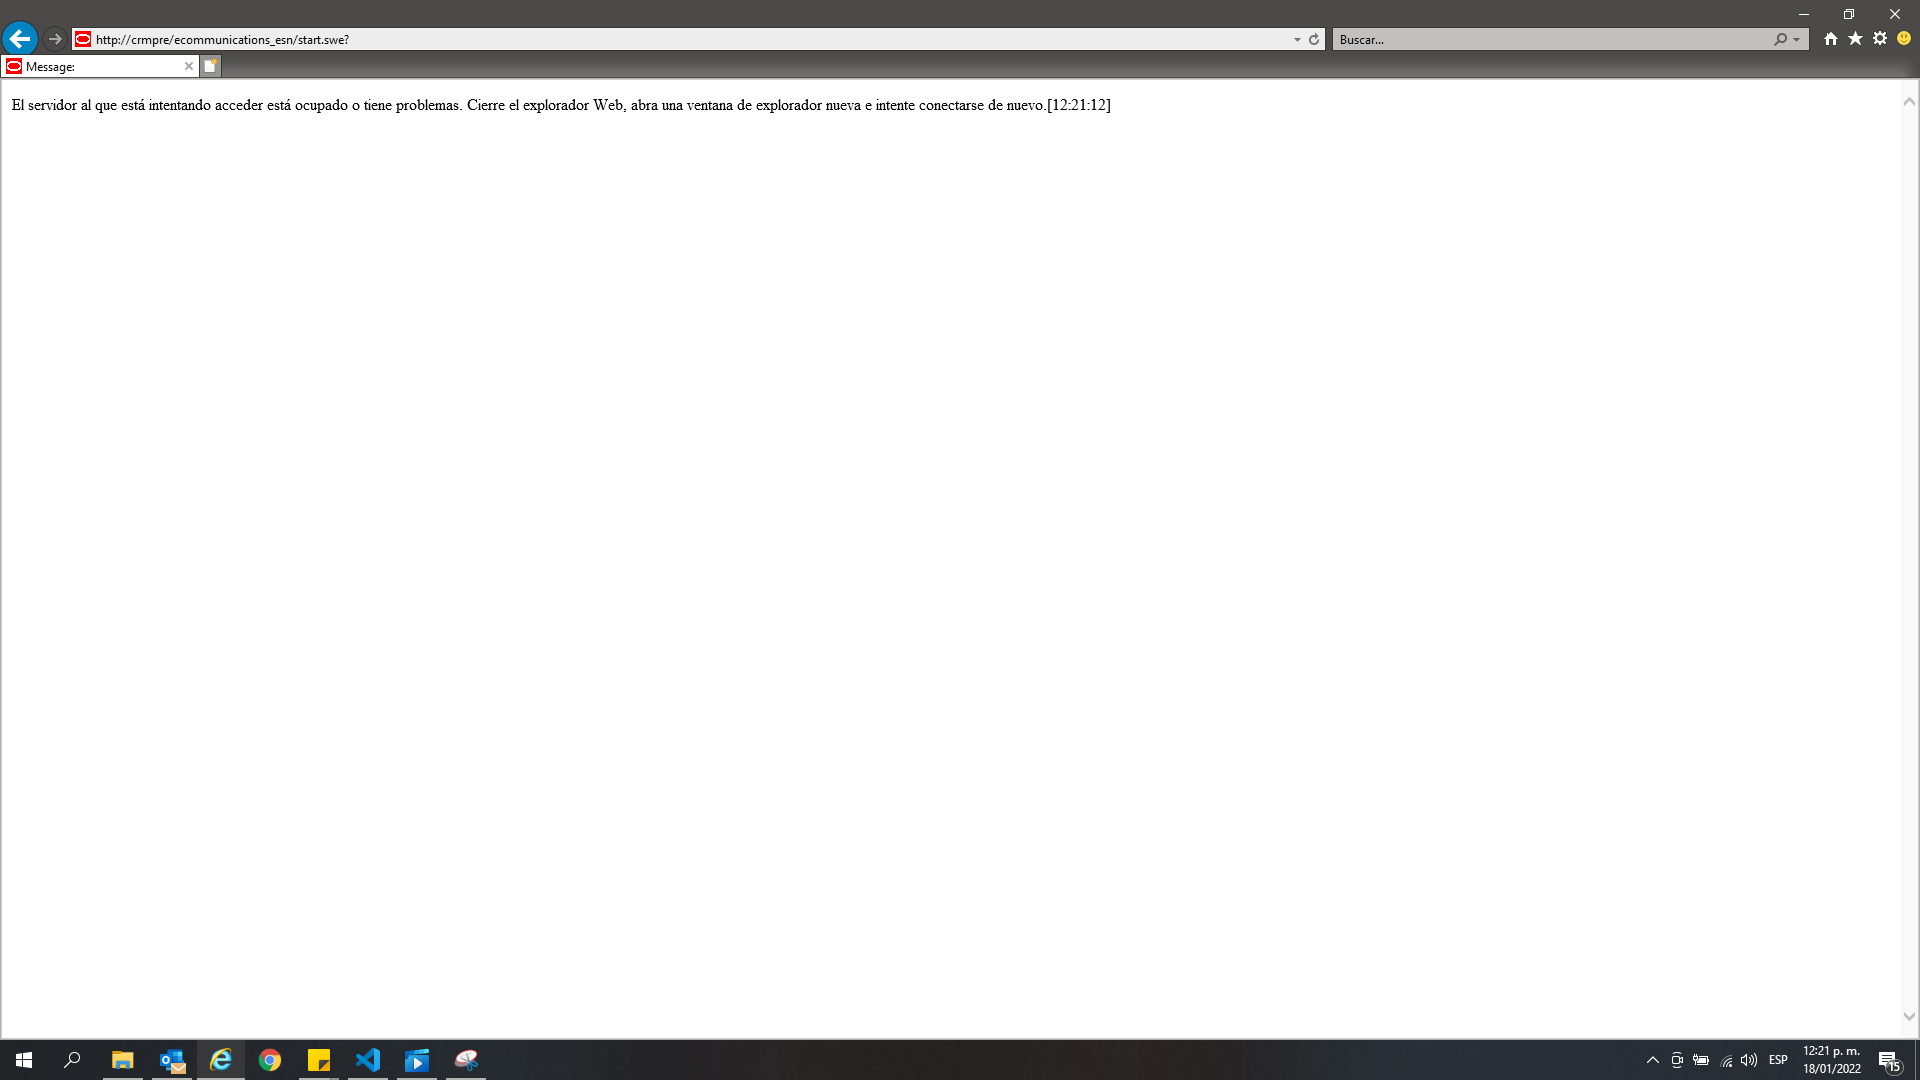 http://crmpre/ecommunications_esn/start.swe?
Buscar...
Message:
El servidor al que está intentando acceder está ocupado o tiene problemas. Cierre el explorador Web, abra una ventana de explorador nueva e intente conectarse de nuevo.[12:21:12]
ESP
12:21 p. m.
18/01/2022
15